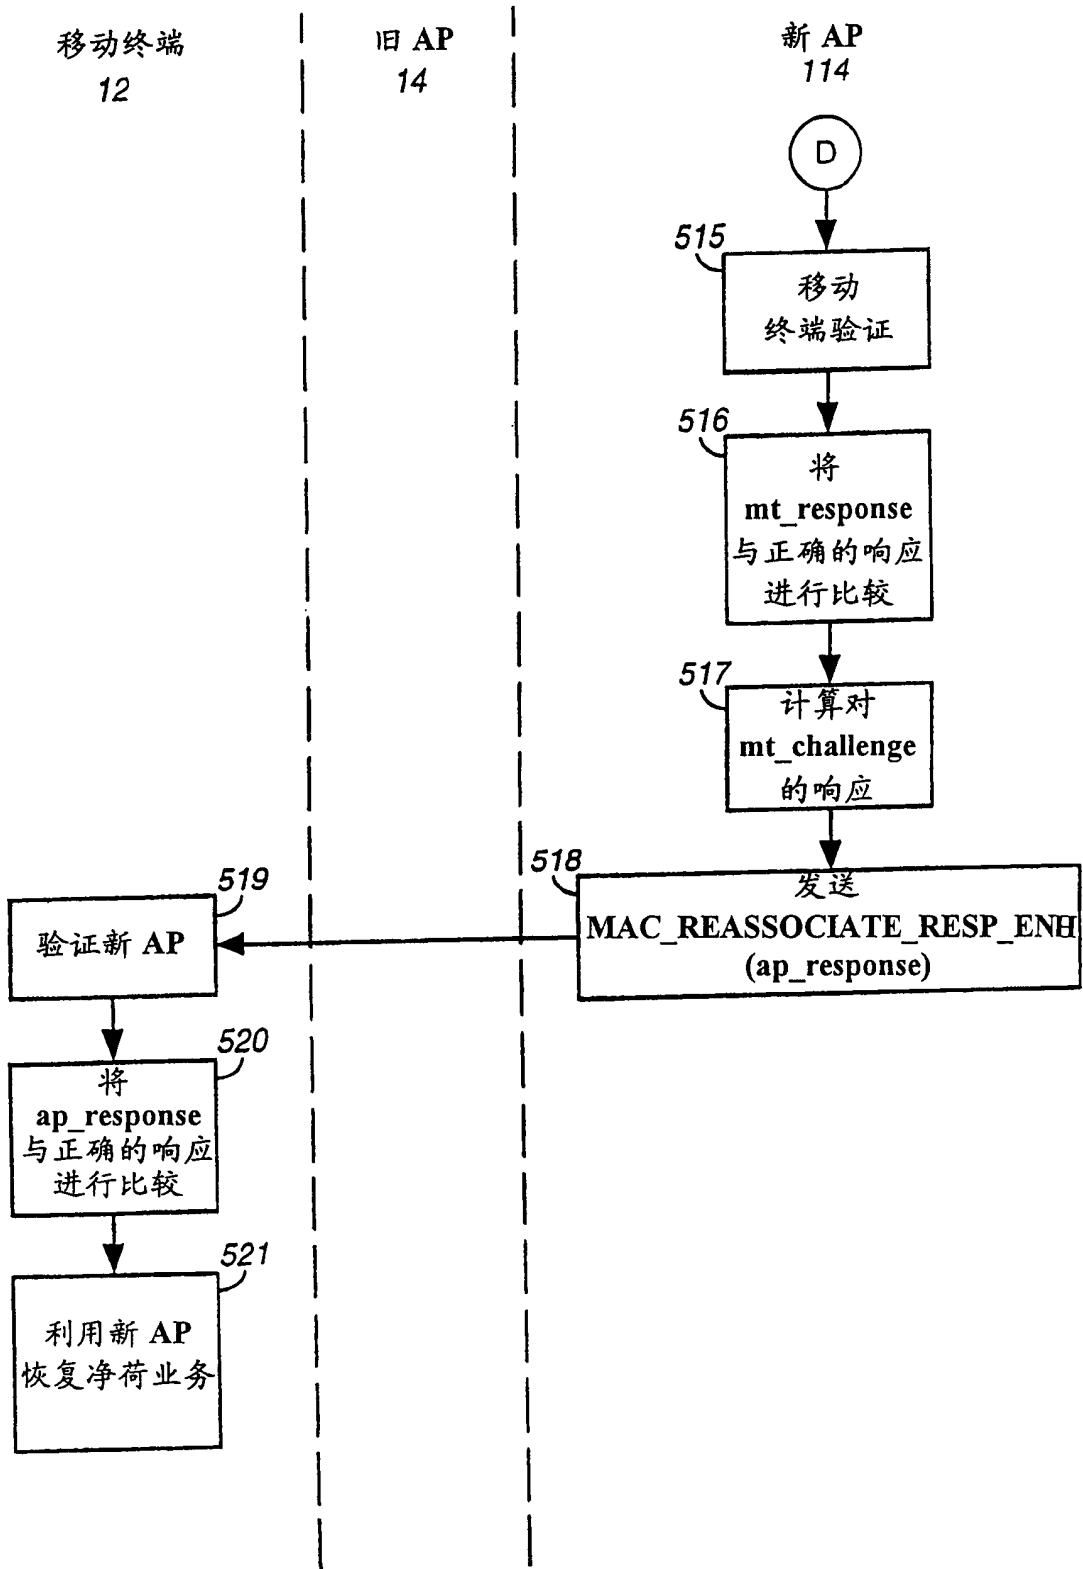 移动终端
12
旧 AP
14
新 AP
114
D
515
移动
终端验证
516
将
mt_response
与正确的响应
进行比较
517
计算对
mt_challenge
的响应
518
发送
MAC_REASSOCIATE_RESP_ENH
(ap_response)
519
验证新 AP
520
将
ap_response
与正确的响应
进行比较
521
利用新 AP
恢复净荷业务